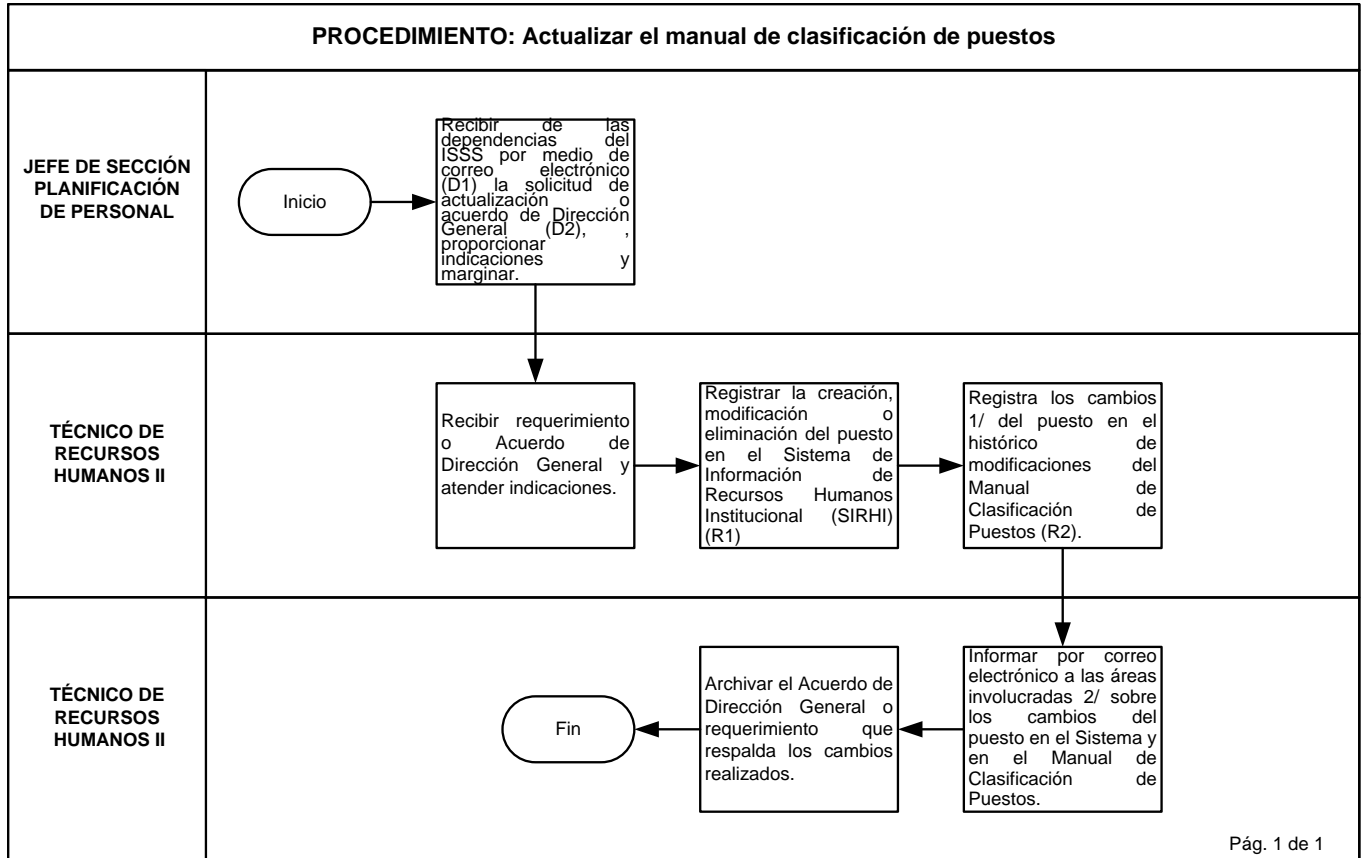 PROCEDIMIENTO: Actualizar el manual de clasificación de puestos
JEFE DE SECCIÓN
PLANIFICACIÓN
DE PERSONAL
Inicio
Recibir de las
dependencias del
ISSS por medio de
correo electrónico
(D1) la solicitud de
actualización o
acuerdo de Dirección
General (D2), ,
proporcionar
indicaciones y
marginar.
TÉCNICO DE
RECURSOS
HUMANOS II
Recibir requerimiento
o Acuerdo de
Dirección General y
atender indicaciones.
Registrar la creación,
modificación o
eliminación del puesto
en el Sistema de
Información de
Recursos Humanos
Institucional (SIRHI)
(R1)
Registra los cambios
1/ del puesto en el
histórico de
modificaciones del
Manual de
Clasificación de
Puestos (R2).
TÉCNICO DE
RECURSOS
HUMANOS II
Fin
Archivar el Acuerdo de
Dirección General o
requerimiento que
respalda los cambios
realizados.
Informar por correo
electrónico a las áreas
involucradas 2/ sobre
los cambios del
puesto en el Sistema y
en el Manual de
Clasificación de
Puestos.
Pág. 1 de 1